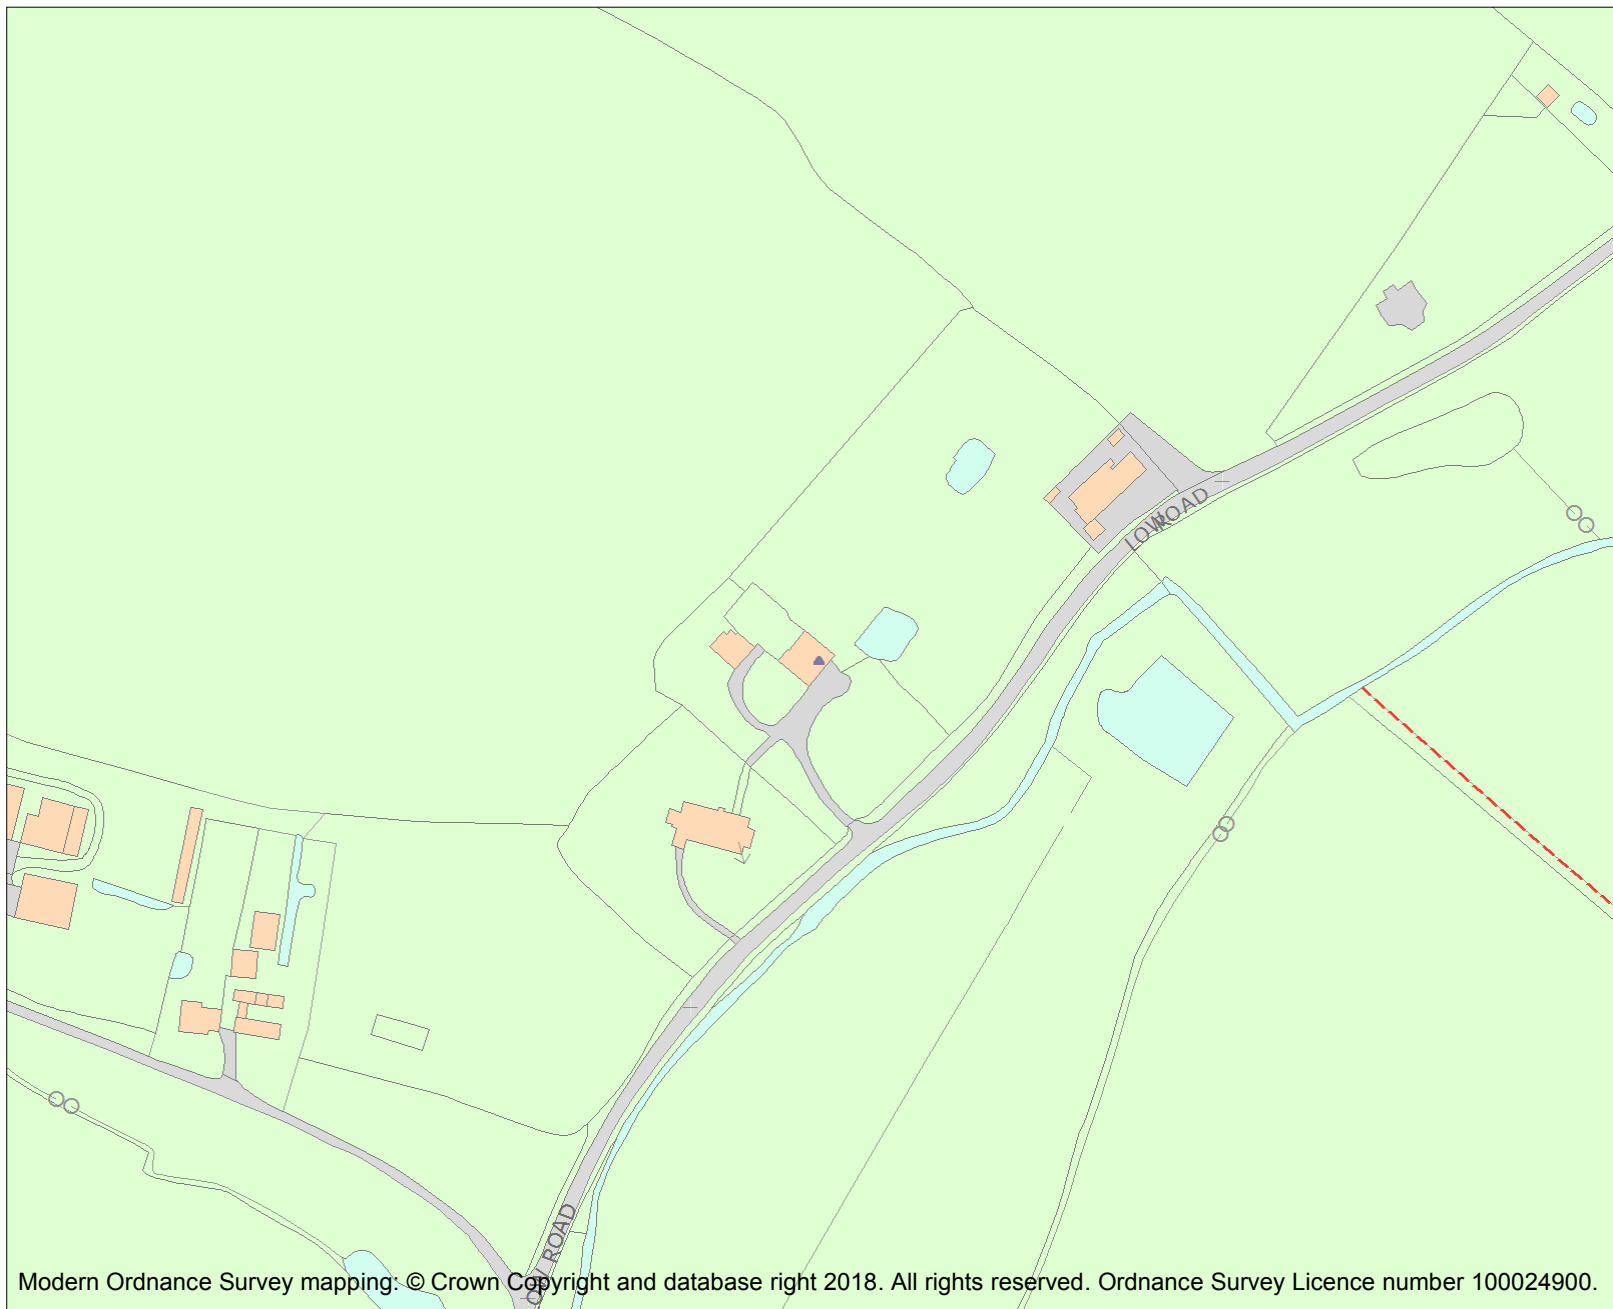 LOW ROAD
ROAD
Modern Ordnance Survey mapping: © Crown Copyright and database right 2018. All rights reserved. Ordnance Survey Licence number 100024900.